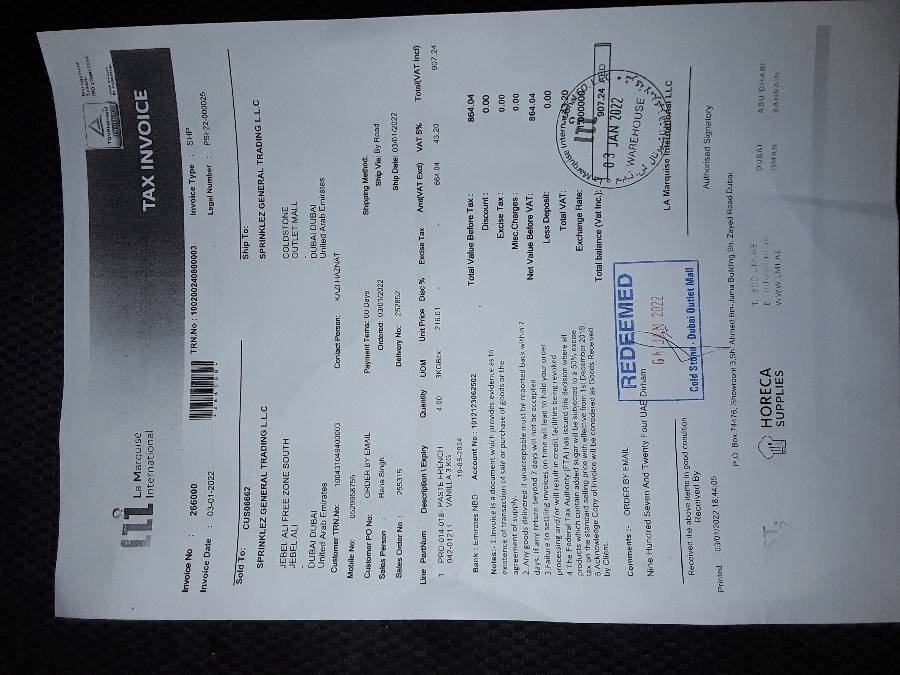 La Marquise
International
TAX INVOICE
Invoice No : 266000
TRN.No : 100200240800003
Invoice Type : SHIP
Invoice Date : 03-01-2022
Legal Number : PSI-22-000025
Sold To: CUS06662
Ship To:
SPRINKLEZ GENERAL TRADING L.L.C
SPRINKLEZ GENERAL TRADING L.L.C
JEBEL ALI FREE ZONE SOUTH
JEBEL ALI
DUBAI DUBAI
United Arab Emirates
COLDSTONE
OUTLET MALL
DUBAI DUBAI
United Arab Emirates
Customer TRN.No: 100431049400003
Contact Person: KAZI HAZNAT
Mobile No: 0529958755
Customer PO No: ORDER BY EMAIL
Payment Terms: 60 Days
Shipping Method:
Sales Person : Rana Singh
Ordered: 03/01/2022
Ship Via: By Road
Sales Order No : 255315
Delivery No: 257852
Ship Date: 03/01/2022
Line PartNum Description \ Expiry Quantity UOM Unit Price Disc % Excise Tax Amt(VAT Excl) VAT 5% Total(VAT Incl)
1 PRO-014-018- PASTE FRENCH 4.00 3KGBck 216.01 - - 864.04 43.20 907.24
042-01211 VANILLA 3 KG
19-05-2024
Bank : Emirates NBD Account No : 1012123062502
Total Value Before Tax : 864.04
Discount : 0.00
Excise Tax : 0.00
Misc.Charges : 0.00
Net Value Before VAT: 864.04
Less Deposit: 0.00
Total VAT: 43.20
Exchange Rate:
Total balance (Vat Inc.): 907.24
Notes:- 1.Invoice is a document which provides evidence as to
existence of transaction of sale or purchase of goods or the
agreement of supply.
2. Any goods delivered if unacceptable must be reported back within 7
days. If any return beyond 7 days will not be accepted
3.Failure to settling invoices on time will lead to hold your order
processing and/or will result in credit facilities being revoked
4. The Federal Tax Authority (FTA) has issued this decision where all
products which contain added sugar will be subjected to a 50% excise
tax on the standard selling price with effective from 1st December 2019
5.Acknowledge Copy of Invoice will be considered as Goods Received
by Client.
Comments :- ORDER BY EMAIL
Nine Hundred Seven And Twenty Four UAE Dirham
REDEEMED
04 JAN 2022
Cold Stone - Dubai Outlet Mall
03 JAN 2022
WAREHOUSE
LA Marquise International LLC
Received the above items in good condition
Received By
Authorised Signatory
Printed: 03/01/2022 18:44:05
P.O. Box 74476, Showroom 3,Sh. Ahmed Bin Juma Building,Sh. Zayed Road Dubai.
HORECA
SUPPLIES
WWW.LMI.AE
DUBAI
ABU DHABI
OMAN
BAHRAIN